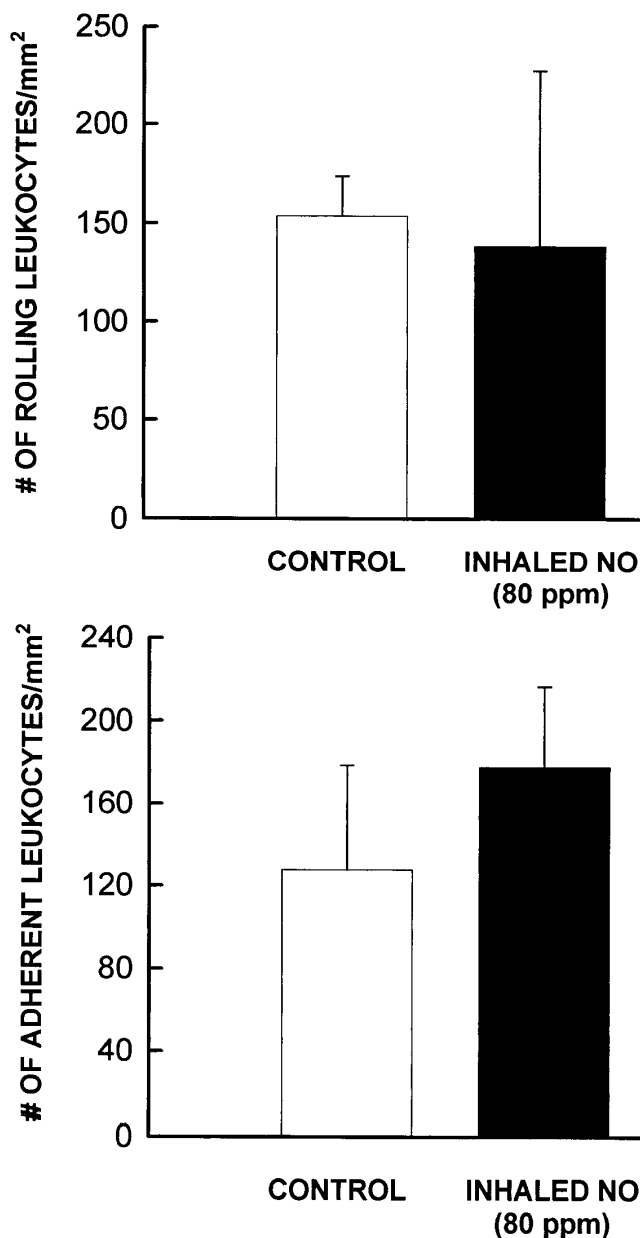 # OF ROLLING LEUKOCYTES/mm²
250
200
150
100
50
0
CONTROL
INHALED NO
(80 ppm)
# OF ADHERENT LEUKOCYTES/mm²
240
200
160
120
80
40
0
CONTROL
INHALED NO
(80 ppm)